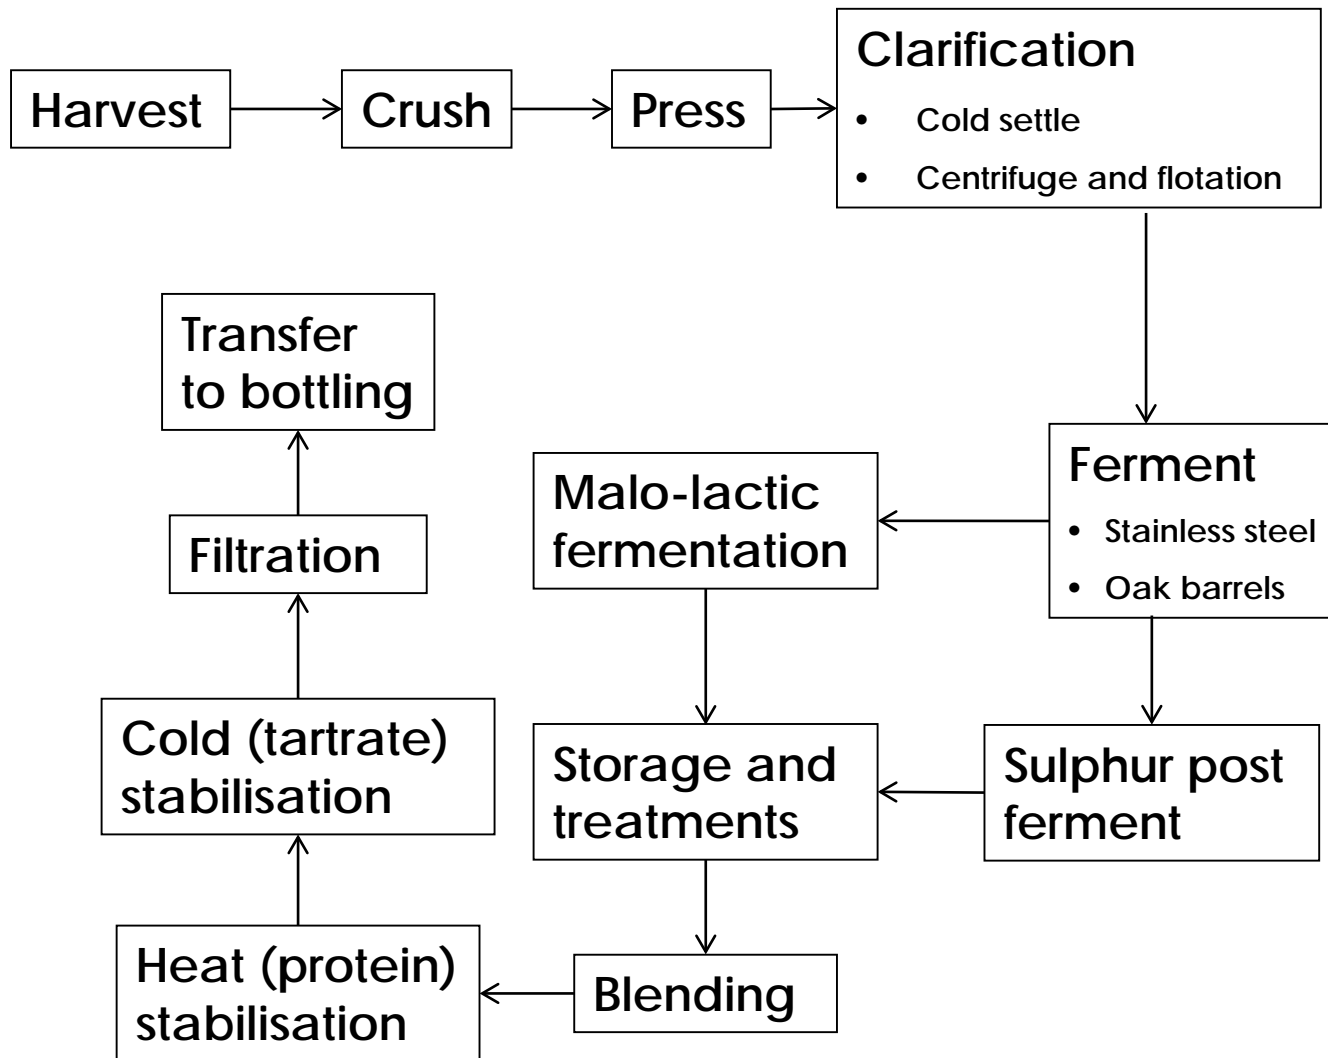 Harvest
Crush
Press
Clarification
• Cold settle
• Centrifuge and flotation
Ferment
• Stainless steel
• Oak barrels
Malo-lactic
fermentation
Sulphur post
ferment
Storage and
treatments
Blending
Heat (protein)
stabilisation
Cold (tartrate)
stabilisation
Filtration
Transfer
to bottling